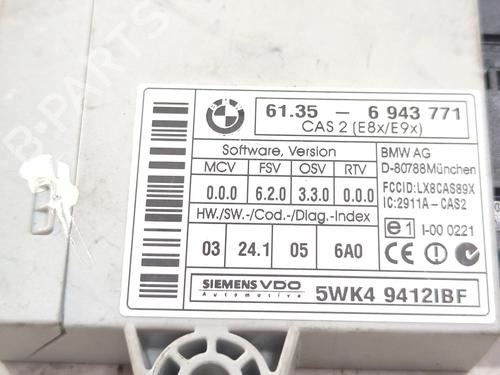 BMW
61.35 - 6 943 771
CAS 2 (E8x/E9x)
Software, Version
MCV FSV OSV RTV
0.0.0 6.2.0 3.3.0 0.0.0
HW./SW.-/Cod.-/Diag.-Index
03 24.1 05 6A0
BMW AG
D-80788München
FCCID:LX8CAS89X
IC:2911A-CAS2
e1 I-00 0221
CE
SIEMENS VDO
Automotive
5WK4 9412IBF
B-PARTS